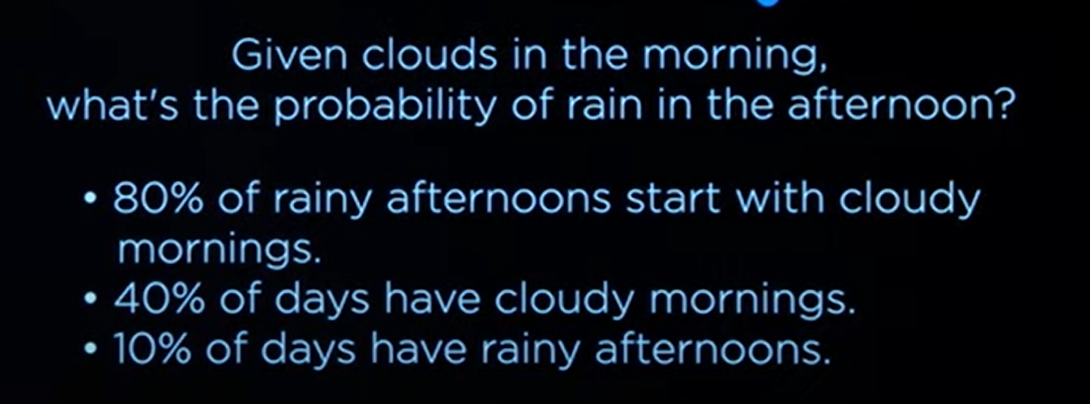 Given clouds in the morning,
what's the probability of rain in the afternoon?
• 80% of rainy afternoons start with cloudy
mornings.
• 40% of days have cloudy mornings.
• 10% of days have rainy afternoons.